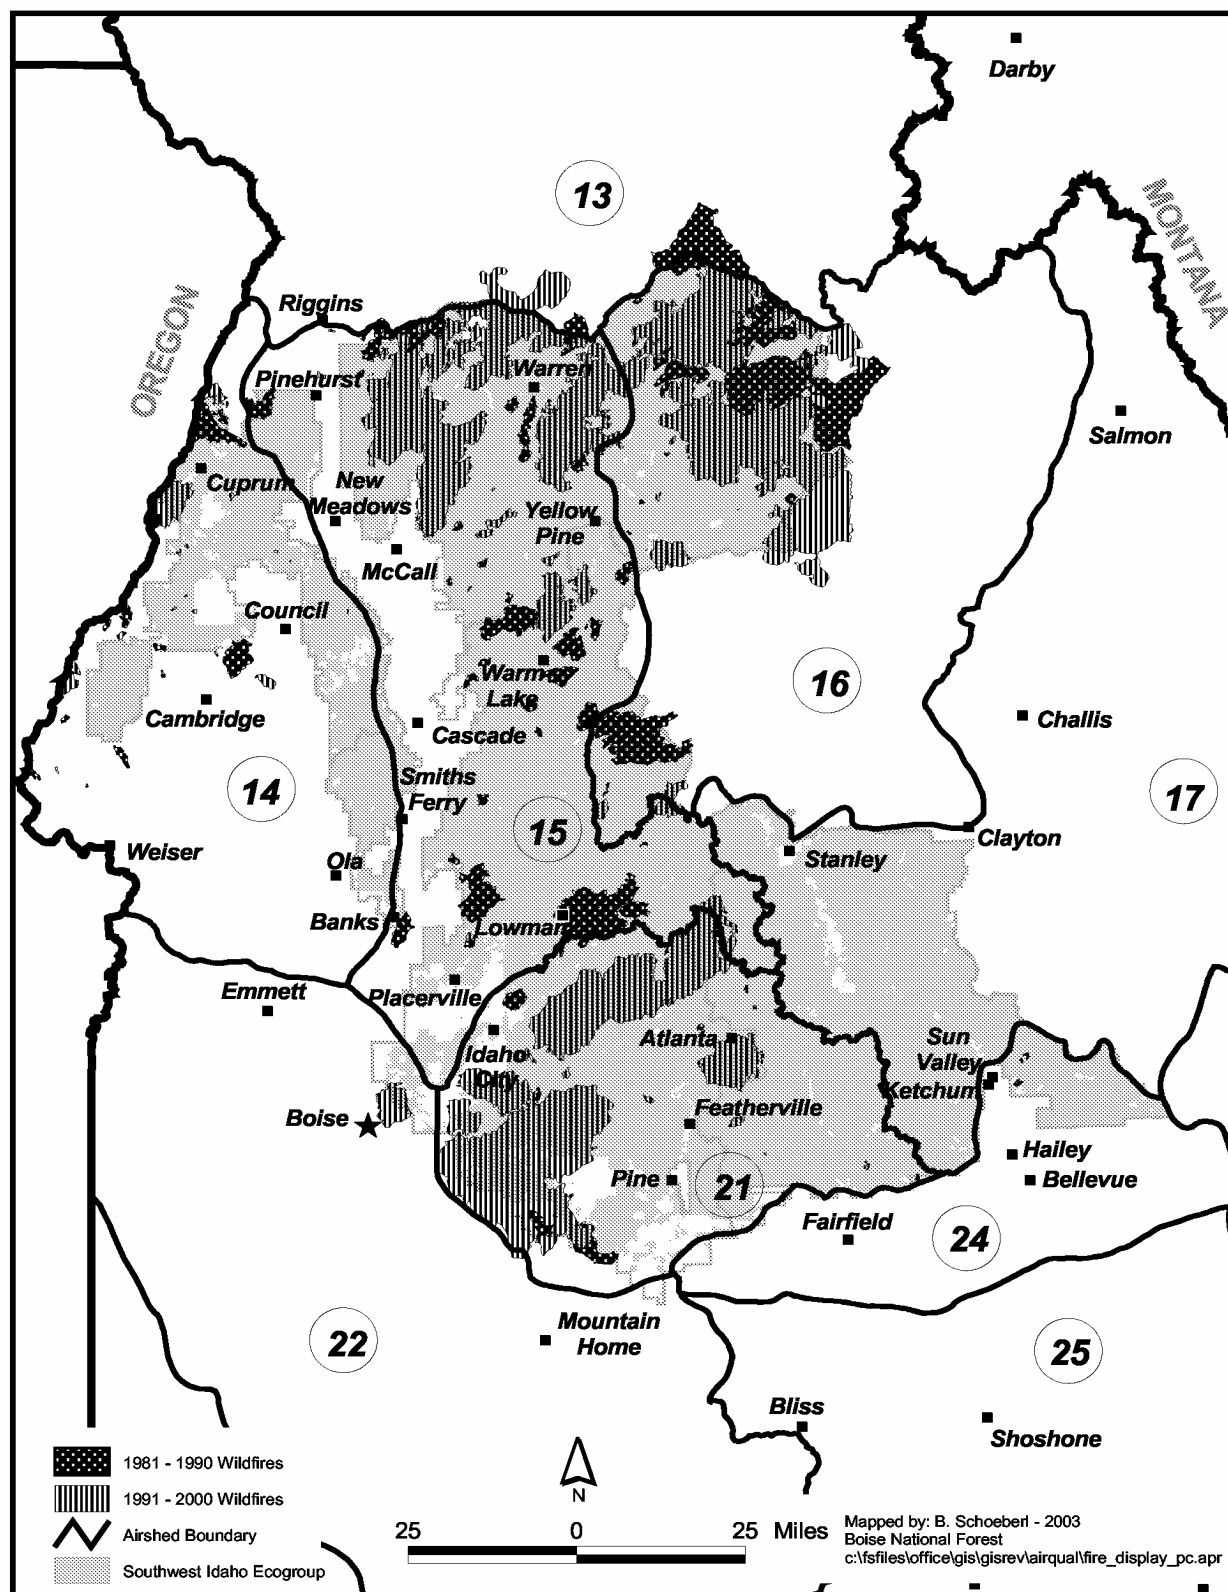 Darby
13
MONTANA
OREGON
Riggins
Pinehurst
Warren
Salmon
Cuprum
New
Meadows
Yellow
Pine
McCall
Council
Warm
Lake
16
Cambridge
Challis
Cascade
14
Smiths
Ferry
17
15
Weiser
Clayton
Ola
Stanley
Banks
Lowman
Emmett
Placerville
Idaho
City
Atlanta
Sun
Valley
Ketchum
Boise
Featherville
Hailey
Pine
21
Bellevue
Fairfield
24
22
Mountain
Home
25
Bliss
Shoshone
1981 - 1990 Wildfires
1991 - 2000 Wildfires
Airshed Boundary
Southwest Idaho Ecogroup
N
25 0 25 Miles
Mapped by: B. Schoeberl - 2003
Boise National Forest
c:\fsfiles\office\gis\gisrev\airqual\fire_display_pc.apr